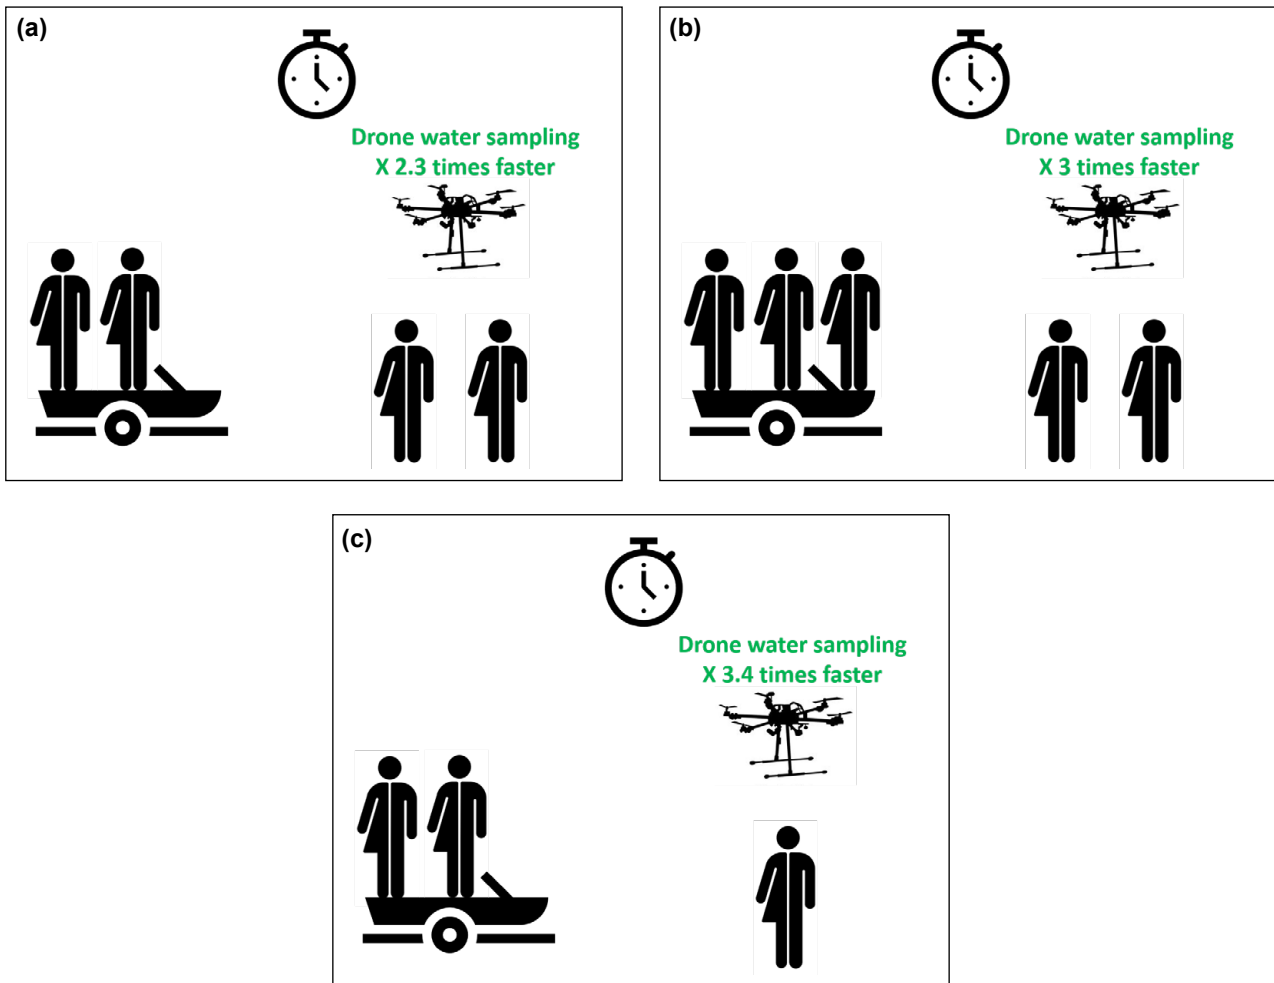 (a)
Drone water sampling
X 2.3 times faster
(b)
Drone water sampling
X 3 times faster
(c)
Drone water sampling
X 3.4 times faster